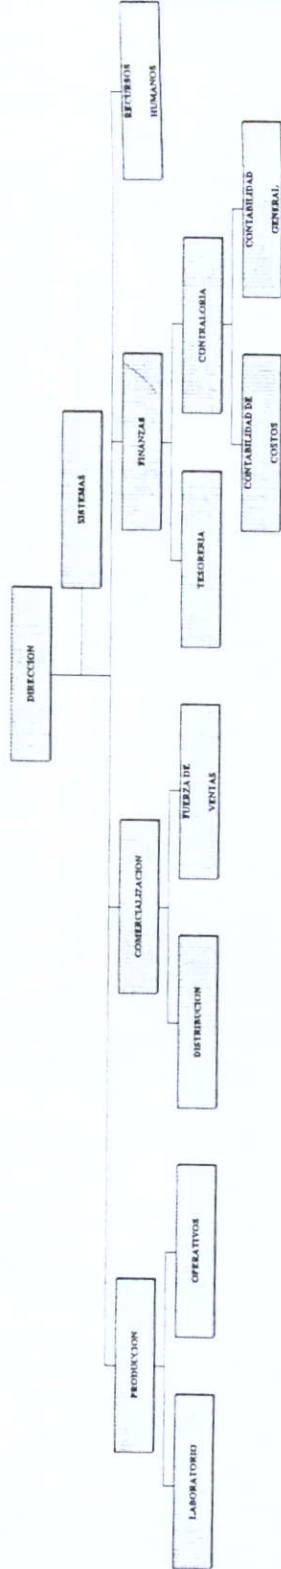 DIRECCION
SISTEMAS
PRODUCCION
COMERCIALIZACION
FINANZAS
RECURSOS
HUMANOS
LABORATORIO
OPERATIVOS
DISTRIBUCION
FUERZA DE
VENTAS
TESORERIA
CONTRALORIA
CONTABILIDAD DE
COSTOS
CONTABILIDAD
GENERAL